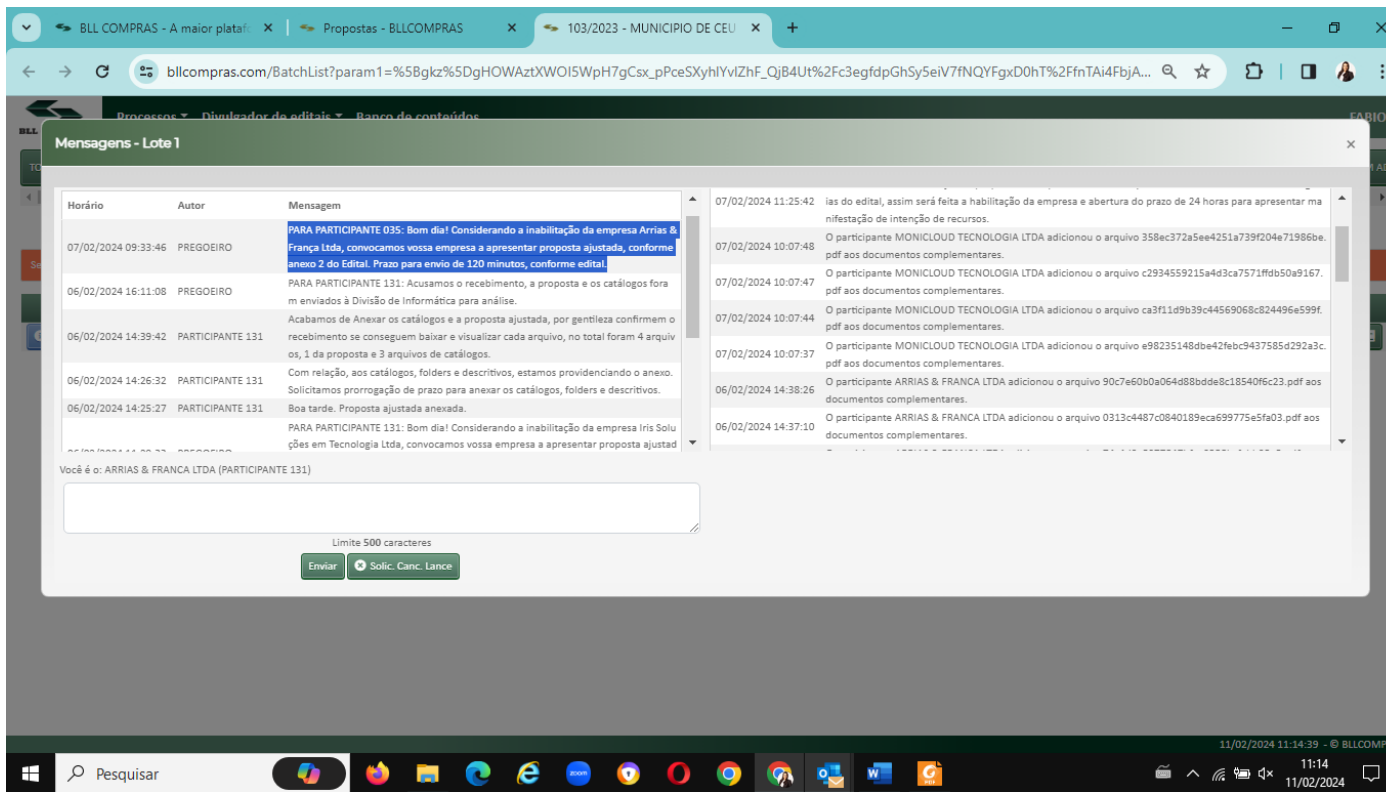 BLL COMPRAS - A maior platafo
Propostas - BLLCOMPRAS
103/2023 - MUNICIPIO DE CEU
bllcompras.com/BatchList?param1=%5Bgkz%5DgHOWAztXWOI5WpH7gCsx_pPceSXyhlYvIZhF_QjB4Ut%2Fc3egfdpGhSy5eiV7fNQYFgxD0hT%2FfnTAi4FbjA...
BLL
Processos Divulgador de editais Banco de conteúdos
FABIO
Mensagens - Lote 1
Horário Autor Mensagem
07/02/2024 09:33:46 PREGOEIRO PARA PARTICIPANTE 035: Bom dia! Considerando a inabilitação da empresa Arrias &
França Ltda, convocamos vossa empresa a apresentar proposta ajustada, conforme
anexo 2 do Edital. Prazo para envio de 120 minutos, conforme edital.
06/02/2024 16:11:08 PREGOEIRO PARA PARTICIPANTE 131: Acusamos o recebimento, a proposta e os catálogos fora
m enviados à Divisão de Informática para análise.
06/02/2024 14:39:42 PARTICIPANTE 131 Acabamos de Anexar os catálogos e a proposta ajustada, por gentileza confirmem o
recebimento se conseguem baixar e visualizar cada arquivo, no total foram 4 arquiv
os, 1 da proposta e 3 arquivos de catálogos.
06/02/2024 14:26:32 PARTICIPANTE 131 Com relação, aos catálogos, folders e descritivos, estamos providenciando o anexo.
Solicitamos prorrogação de prazo para anexar os catálogos, folders e descritivos.
06/02/2024 14:25:27 PARTICIPANTE 131 Boa tarde. Proposta ajustada anexada.
PARA PARTICIPANTE 131: Bom dia! Considerando a inabilitação da empresa Iris Solu
ções em Tecnologia Ltda, convocamos vossa empresa a apresentar proposta ajustad
07/02/2024 11:25:42 ias do edital, assim será feita a habilitação da empresa e abertura do prazo de 24 horas para apresentar ma
nifestação de intenção de recursos.
07/02/2024 10:07:48 O participante MONICLOUD TECNOLOGIA LTDA adicionou o arquivo 358ec372a5ee4251a739f204e71986be.
pdf aos documentos complementares.
07/02/2024 10:07:47 O participante MONICLOUD TECNOLOGIA LTDA adicionou o arquivo c2934559215a4d3ca7571ffdb50a9167.
pdf aos documentos complementares.
07/02/2024 10:07:44 O participante MONICLOUD TECNOLOGIA LTDA adicionou o arquivo ca3f11d9b39c44569068c824496e599f.
pdf aos documentos complementares.
07/02/2024 10:07:37 O participante MONICLOUD TECNOLOGIA LTDA adicionou o arquivo e98235148dbe42febc9437585d292a3c.
pdf aos documentos complementares.
06/02/2024 14:38:26 O participante ARRIAS & FRANCA LTDA adicionou o arquivo 90c7e60b0a064d88bdde8c18540f6c23.pdf aos
documentos complementares.
06/02/2024 14:37:10 O participante ARRIAS & FRANCA LTDA adicionou o arquivo 0313c4487c0840189eca699775e5fa03.pdf aos
documentos complementares.
Você é o: ARRIAS & FRANCA LTDA (PARTICIPANTE 131)
Limite 500 caracteres
Enviar Solic. Canc. Lance
11/02/2024 11:14:39 - © BLLCOMP
Pesquisar
zoom
11:14
11/02/2024